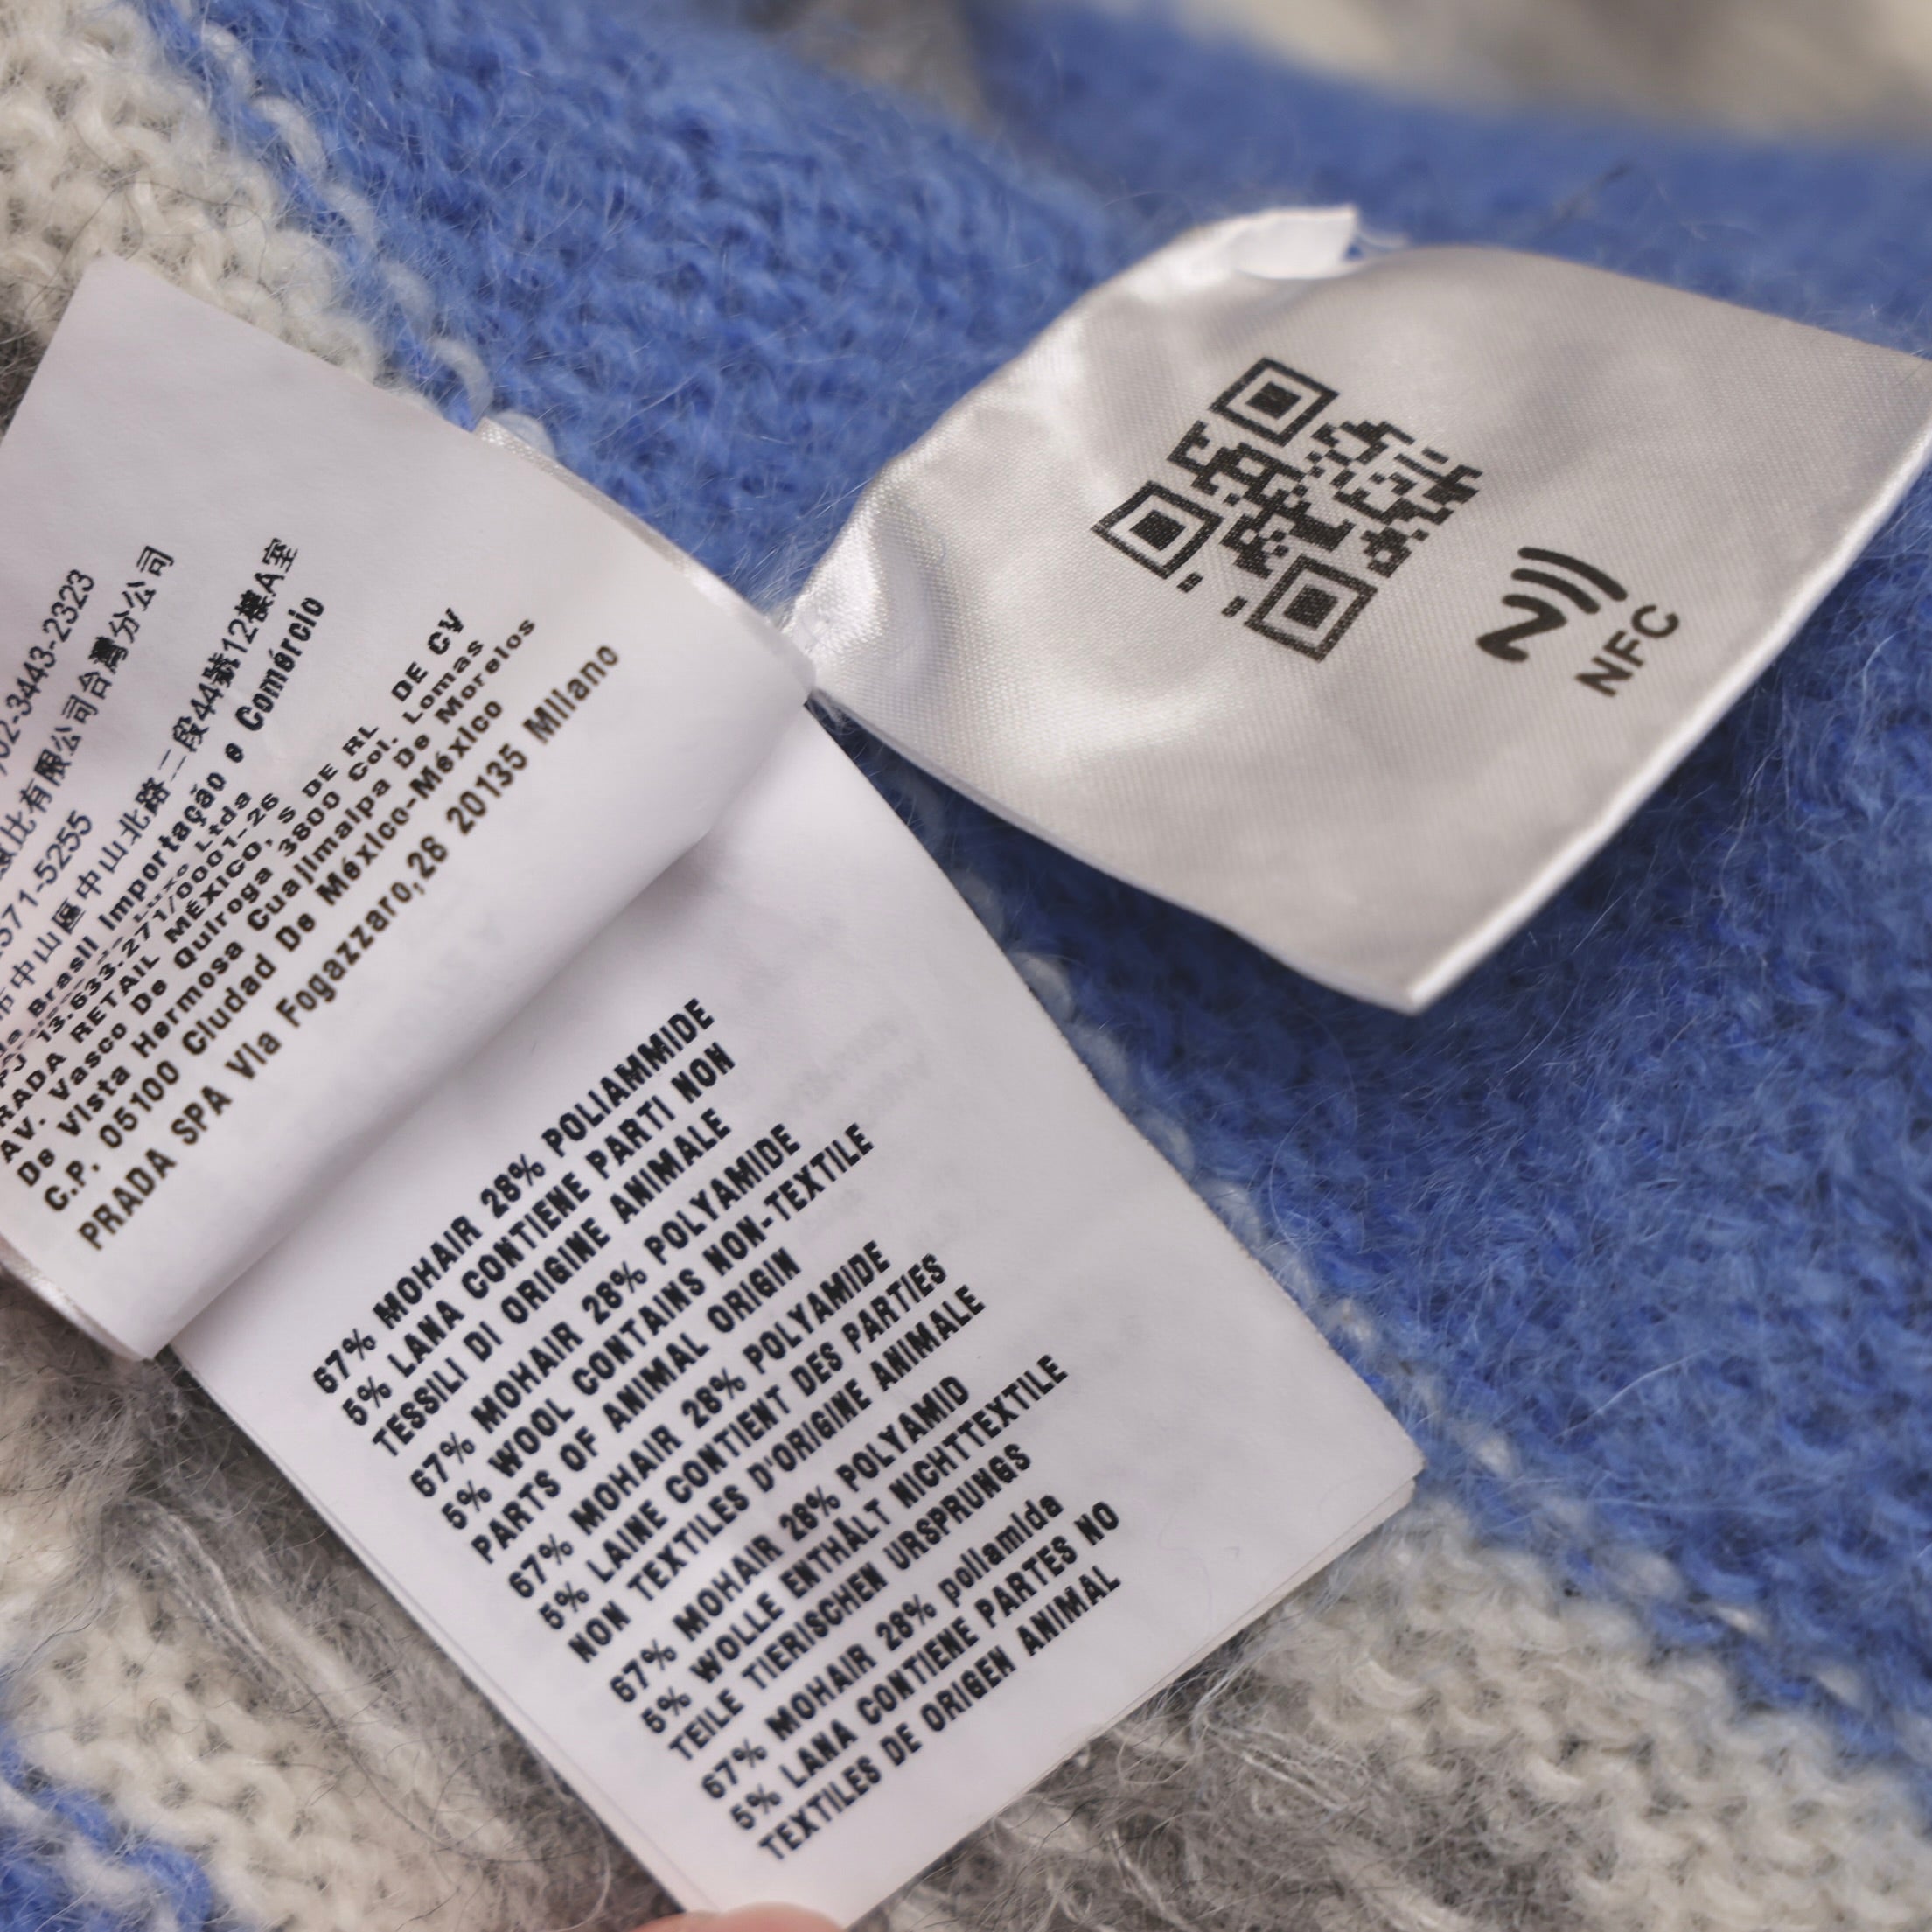 02-3443-2323
比有限公司台灣分公司
571-5255
市中山區中山北路二段44號12樓A室
Brasil Importação e Comércio
Luxo Ltda
PJ 13.633.271/0001-26
RADA RETAIL MÉXICO, S DE RL DE CV
AV. Vasco De Quiroga 3800 Col. Lomas
De Vista Hermosa Cuajimalpa De Morelos
C.P. 05100 Ciudad De México-México
PRADA SPA Via Fogazzaro,28 20135 Milano
67% MOHAIR 28% POLIAMMIDE
5% LANA CONTIENE PARTI NON
TESSILI DI ORIGINE ANIMALE
67% MOHAIR 28% POLYAMIDE
5% WOOL CONTAINS NON-TEXTILE
PARTS OF ANIMAL ORIGIN
67% MOHAIR 28% POLYAMIDE
5% LAINE CONTIENT DES PARTIES
NON TEXTILES D'ORIGINE ANIMALE
67% MOHAIR 28% POLYAMID
5% WOLLE ENTHÄLT NICHTTEXTILE
TEILE TIERISCHEN URSPRUNGS
67% MOHAIR 28% poliamida
5% LANA CONTIENE PARTES NO
TEXTILES DE ORIGEN ANIMAL
NFC